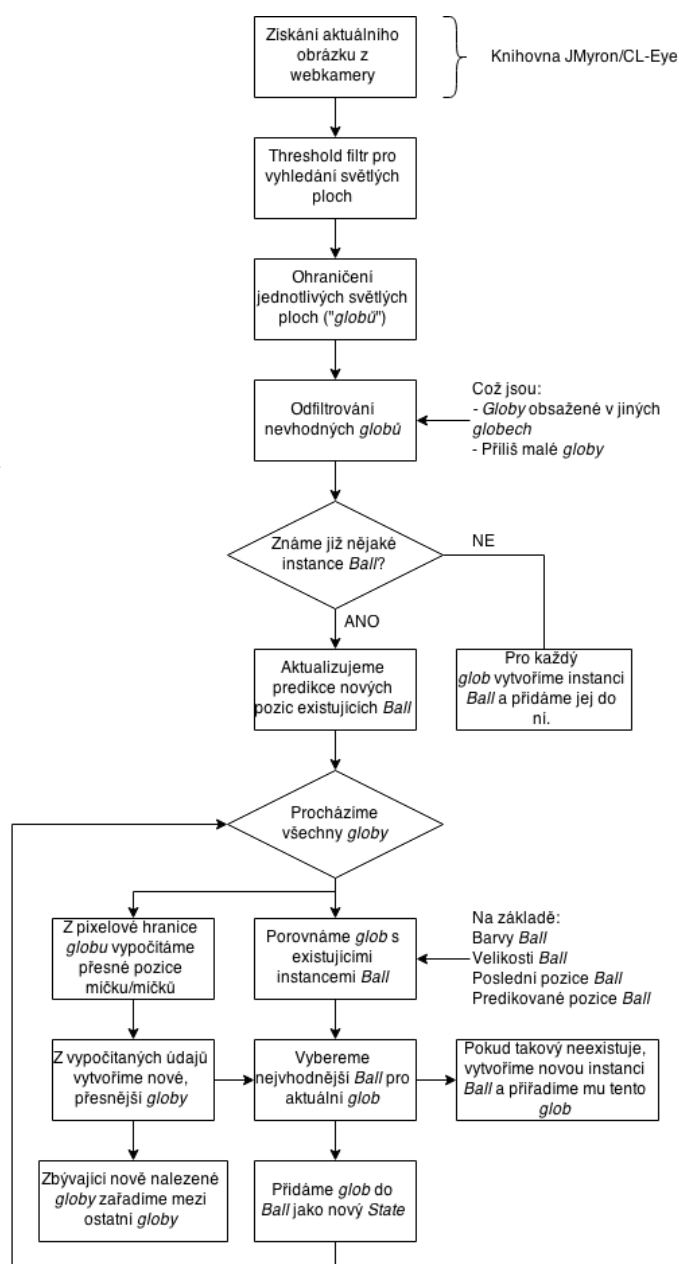 Získání aktuálního
obrázku z
webkamery
Knihovna JMyron/CL-Eye
Threshold filtr pro
vyhledání světlých
ploch
Ohraničení
jednotlivých světlých
ploch ("globů")
Odfiltrování
nevhodných globů
Což jsou:
- Globy obsažené v jiných
globech
- Příliš malé globy
Známe již nějaké
instance Ball?
NE
ANO
Aktualizujeme
predikce nových
pozic existujících Ball
Pro každý
glob vytvoříme instanci
Ball a přidáme jej do
ní.
Procházíme
všechny globy
Z pixelové hranice
globu vypočítáme
přesné pozice
míčku/míčků
Porovnáme glob s
existujícími
instancemi Ball
Na základě:
Barvy Ball
Velikosti Ball
Poslední pozice Ball
Predikované pozice Ball
Z vypočítaných údajů
vytvoříme nové,
přesnější globy
Vybereme
nejvhodnější Ball pro
aktuální glob
Pokud takový neexistuje,
vytvoříme novou instanci
Ball a přiřadíme mu tento
glob
Zbývající nově nalezené
globy zařadíme mezi
ostatní globy
Přidáme glob do
Ball jako nový State